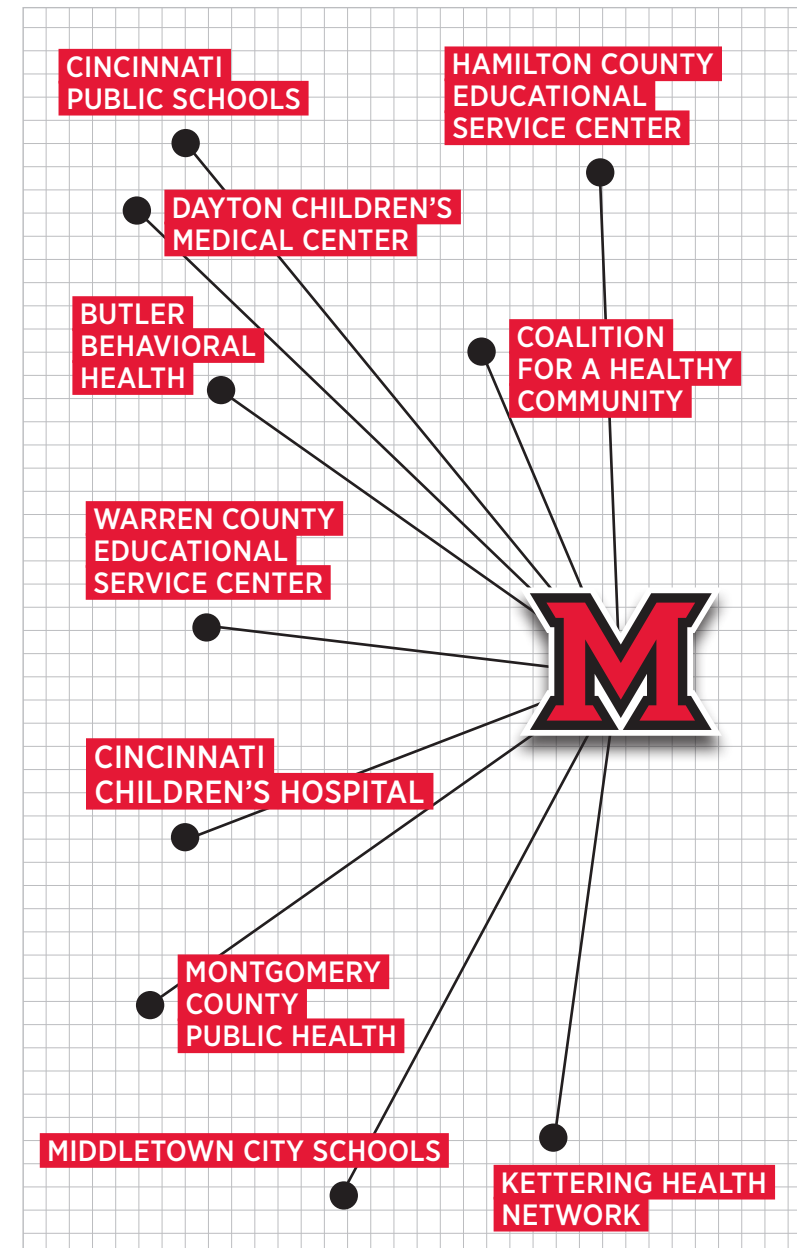 CINCINNATI
PUBLIC SCHOOLS
HAMILTON COUNTY
EDUCATIONAL
SERVICE CENTER
DAYTON CHILDREN'S
MEDICAL CENTER
BUTLER
BEHAVIORAL
HEALTH
COALITION
FOR A HEALTHY
COMMUNITY
WARREN COUNTY
EDUCATIONAL
SERVICE CENTER
M
CINCINNATI
CHILDREN'S HOSPITAL
MONTGOMERY
COUNTY
PUBLIC HEALTH
MIDDLETOWN CITY SCHOOLS
KETTERING HEALTH
NETWORK